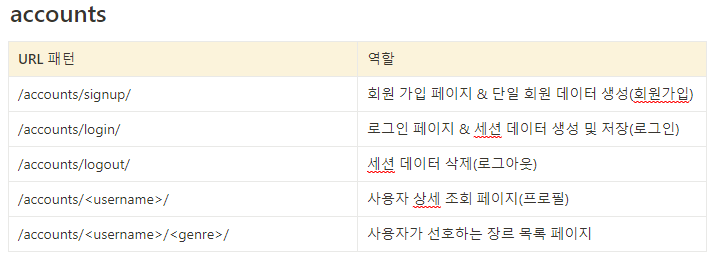 accounts
URL 패턴 역할
/accounts/signup/ 회원 가입 페이지 & 단일 회원 데이터 생성(회원가입)
/accounts/login/ 로그인 페이지 & 세션 데이터 생성 및 저장(로그인)
/accounts/logout/ 세션 데이터 삭제(로그아웃)
/accounts/<username>/ 사용자 상세 조회 페이지(프로필)
/accounts/<username>/<genre>/ 사용자가 선호하는 장르 목록 페이지